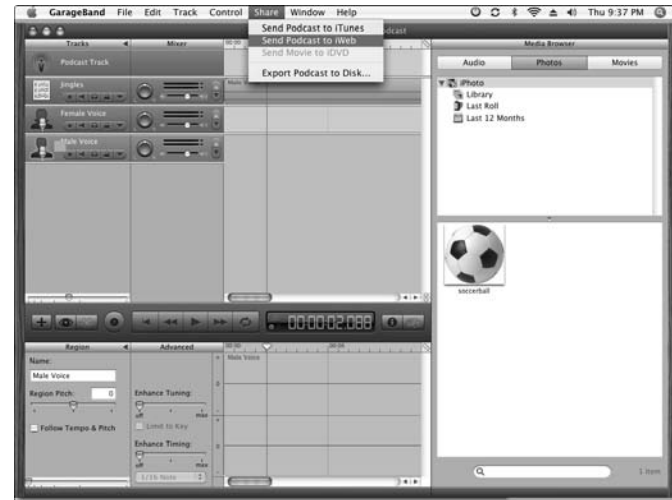 GarageBand File Edit Track Control Share Window Help Thu 9:37 PM
Send Podcast to iTunes
Send Podcast to iWeb
Send Movie to iDVD
Export Podcast to Disk...
Tracks Mixer
Podcast Track
Jingles
Female Voice
Male Voice
Media Browser
Audio Photos Movies
iPhoto
Library
Last Roll
Last 12 Months
soccerball
00:00:02.088
Region Advanced
Name:
Male Voice
Region Pitch: 0
Follow Tempo & Pitch
Enhance Tuning:
off max
Limit to Key
Enhance Timing:
off max
1/16 Note
Male Voice
1 item